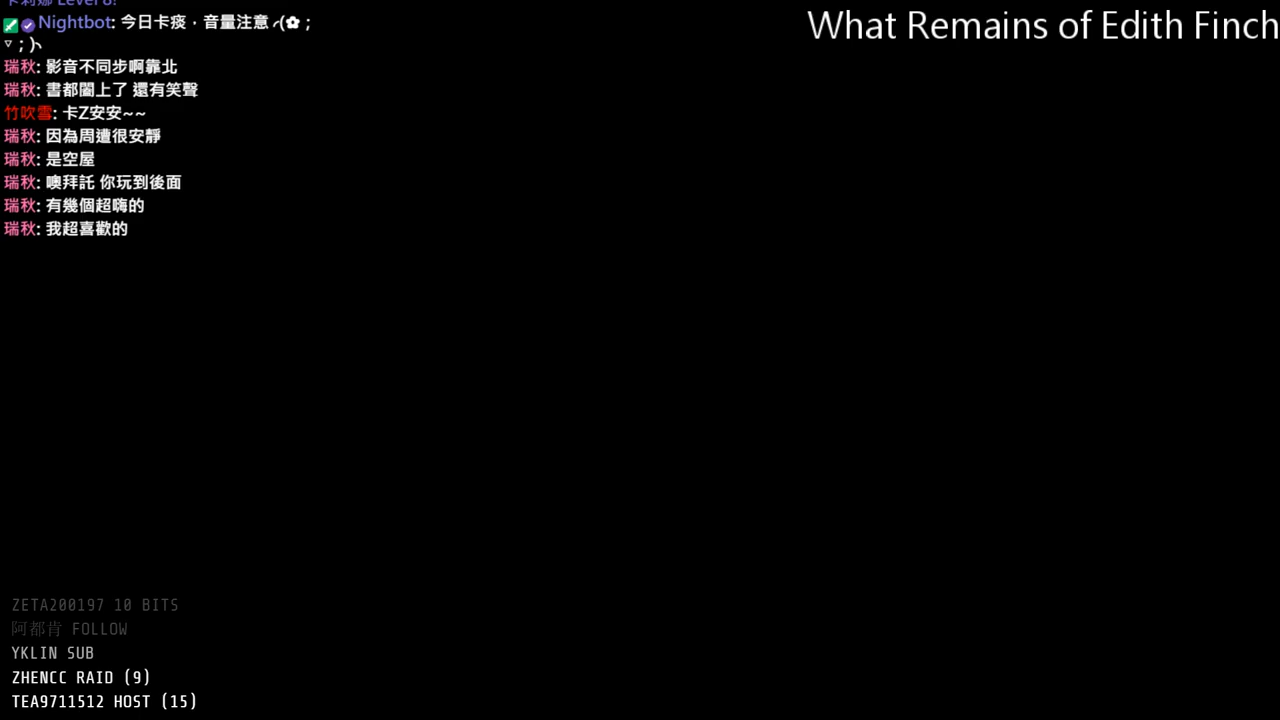 卡莉娜 Level 8!
Nightbot: 今日卡痰，音量注意 ╭(✿ ;
▿ ; )╮
瑞秋: 影音不同步啊靠北
瑞秋: 書都闔上了 還有笑聲
竹吹雪: 卡Z安安~~
瑞秋: 因為周遭很安靜
瑞秋: 是空屋
瑞秋: 噢拜託 你玩到後面
瑞秋: 有幾個超嗨的
瑞秋: 我超喜歡的
What Remains of Edith Finch
ZETA200197 10 BITS
阿都肯 FOLLOW
YKLIN SUB
ZHENCC RAID (9)
TEA9711512 HOST (15)